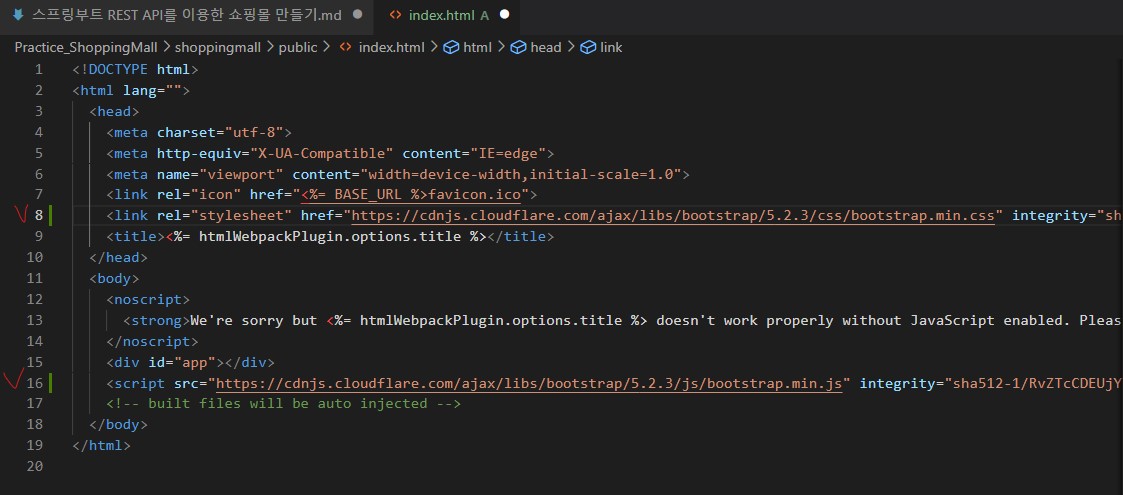 스프링부트 REST API를 이용한 쇼핑몰 만들기.md index.html A
Practice_ShoppingMall > shoppingmall > public > index.html > html > head > link
1 <!DOCTYPE html>
2 <html lang="">
3 <head>
4 <meta charset="utf-8">
5 <meta http-equiv="X-UA-Compatible" content="IE=edge">
6 <meta name="viewport" content="width=device-width,initial-scale=1.0">
7 <link rel="icon" href="<%= BASE_URL %>favicon.ico">
8 <link rel="stylesheet" href="https://cdnjs.cloudflare.com/ajax/libs/bootstrap/5.2.3/css/bootstrap.min.css" integrity="sh
9 <title><%= htmlWebpackPlugin.options.title %></title>
10 </head>
11 <body>
12 <noscript>
13 <strong>We're sorry but <%= htmlWebpackPlugin.options.title %> doesn't work properly without JavaScript enabled. Pleas
14 </noscript>
15 <div id="app"></div>
16 <script src="https://cdnjs.cloudflare.com/ajax/libs/bootstrap/5.2.3/js/bootstrap.min.js" integrity="sha512-1/RvZTcCDEUjY
17 <!-- built files will be auto injected -->
18 </body>
19 </html>
20